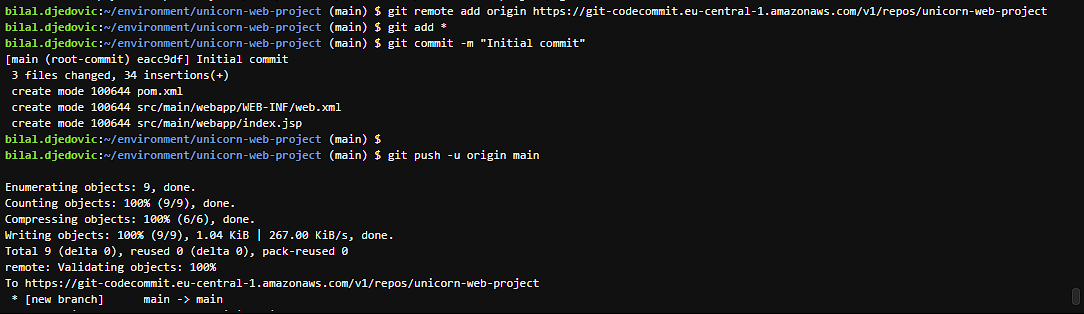 bilal.djedovic:~/environment/unicorn-web-project (main) $ git remote add origin https://git-codecommit.eu-central-1.amazonaws.com/v1/repos/unicorn-web-project
bilal.djedovic:~/environment/unicorn-web-project (main) $ git add *
bilal.djedovic:~/environment/unicorn-web-project (main) $ git commit -m "Initial commit"
[main (root-commit) eacc9df] Initial commit
 3 files changed, 34 insertions(+)
 create mode 100644 pom.xml
 create mode 100644 src/main/webapp/WEB-INF/web.xml
 create mode 100644 src/main/webapp/index.jsp
bilal.djedovic:~/environment/unicorn-web-project (main) $
bilal.djedovic:~/environment/unicorn-web-project (main) $ git push -u origin main
Enumerating objects: 9, done.
Counting objects: 100% (9/9), done.
Compressing objects: 100% (6/6), done.
Writing objects: 100% (9/9), 1.04 KiB | 267.00 KiB/s, done.
Total 9 (delta 0), reused 0 (delta 0), pack-reused 0
remote: Validating objects: 100%
To https://git-codecommit.eu-central-1.amazonaws.com/v1/repos/unicorn-web-project
 * [new branch]      main -> main